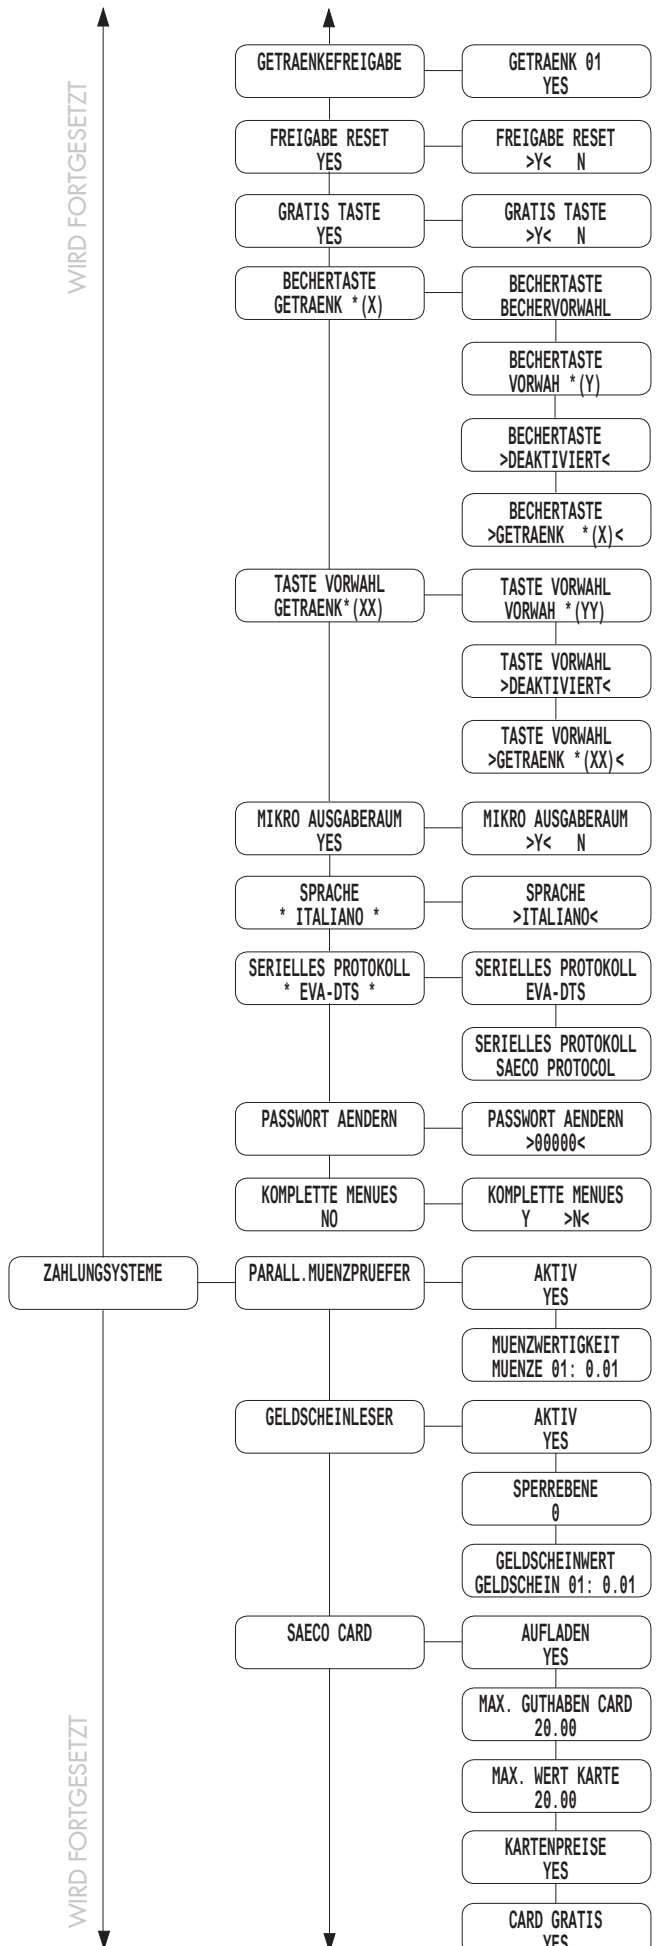 WIRD FORTGESETZT
GETRAENKEFREIGABE
GETRAENK 01
YES
FREIGABE RESET
YES
FREIGABE RESET
>Y< N
GRATIS TASTE
YES
GRATIS TASTE
>Y< N
BECHERTASTE
GETRAENK *(X)
BECHERTASTE
BECHERVORWAHL
BECHERTASTE
VORWAH *(Y)
BECHERTASTE
>DEAKTIVIERT<
BECHERTASTE
>GETRAENK *(X)<
TASTE VORWAHL
GETRAENK*(XX)
TASTE VORWAHL
VORWAH *(YY)
TASTE VORWAHL
>DEAKTIVIERT<
TASTE VORWAHL
>GETRAENK *(XX)<
MIKRO AUSGABERAUM
YES
MIKRO AUSGABERAUM
>Y< N
SPRACHE
* ITALIANO *
SPRACHE
>ITALIANO<
SERIELLES PROTOKOLL
* EVA-DTS *
SERIELLES PROTOKOLL
EVA-DTS
SERIELLES PROTOKOLL
SAECO PROTOCOL
PASSWORT AENDERN
PASSWORT AENDERN
>00000<
KOMPLETTE MENUES
NO
KOMPLETTE MENUES
Y >N<
ZAHLUNGSYSTEME
PARALL.MUENZPRUEFER
AKTIV
YES
MUENZWERTIGKEIT
MUENZE 01: 0.01
GELDSCHEINLESER
AKTIV
YES
SPERREBENE
0
GELDSCHEINWERT
GELDSCHEIN 01: 0.01
SAECO CARD
AUFLADEN
YES
MAX. GUTHABEN CARD
20.00
MAX. WERT KARTE
20.00
KARTENPREISE
YES
CARD GRATIS
YES
WIRD FORTGESETZT